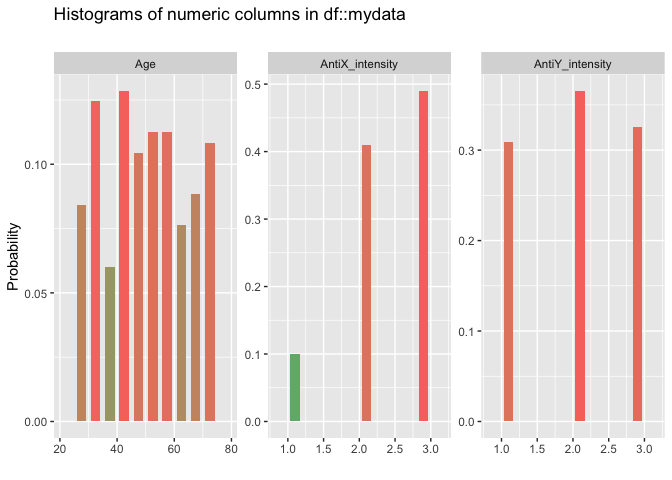 Histograms of numeric columns in df::mydata
Age
AntiX_intensity
AntiY_intensity
Probability
0.10
0.05
0.00
20 40 60 80
0.5
0.4
0.3
0.2
0.1
0.0
1.0 1.5 2.0 2.5 3.0
0.3
0.2
0.1
0.0
1.0 1.5 2.0 2.5 3.0